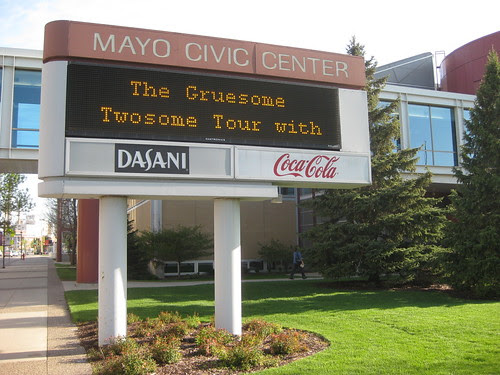 MAYO CIVIC CENTER
The Gruesome
Twosome Tour with
DASANI
Coca-Cola